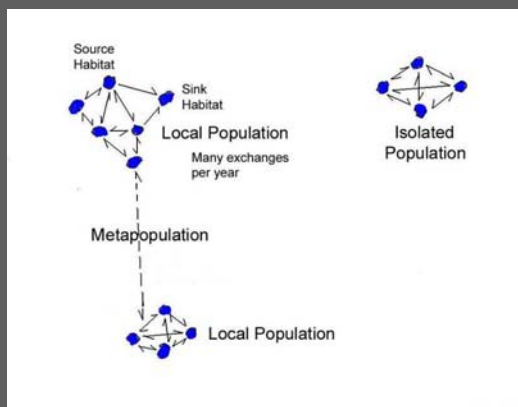 Source
Habitat
Sink
Habitat
Local Population
Many exchanges
per year
Isolated
Population
Metapopulation
Local Population